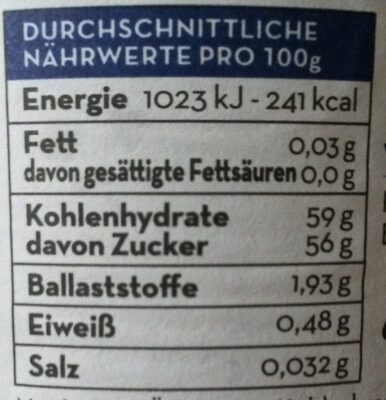 DURCHSCHNITTLICHE
NÄHRWERTE PRO 100g
Energie 1023 kJ - 241 kcal
Fett 0,03 g
davon gesättigte Fettsäuren 0,0 g
Kohlenhydrate 59 g
davon Zucker 56 g
Ballaststoffe 1,93 g
Eiweiß 0,48 g
Salz 0,032 g